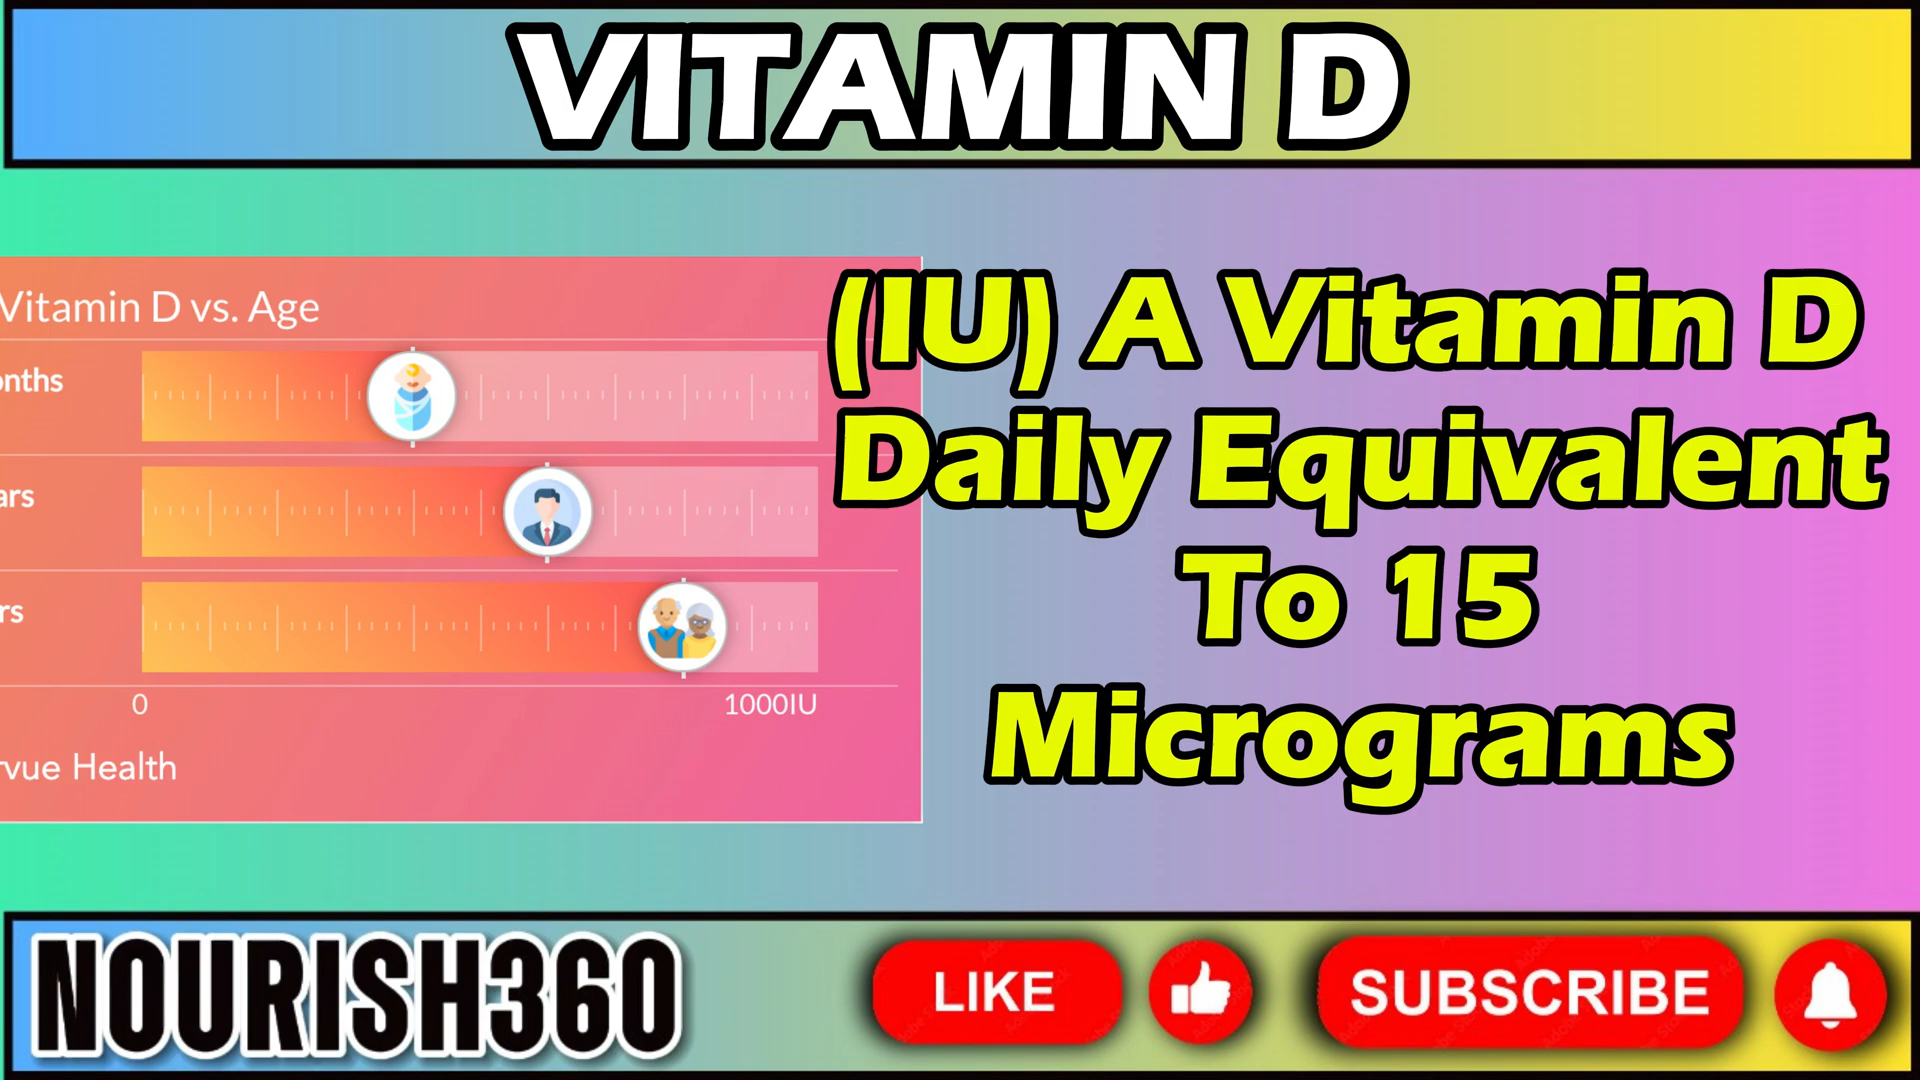 VITAMIN D
Vitamin D vs. Age
onths
ars
rs
0
1000IU
rvue Health
(IU) A Vitamin D
Daily Equivalent
To 15
Micrograms
NOURISH360
LIKE
SUBSCRIBE